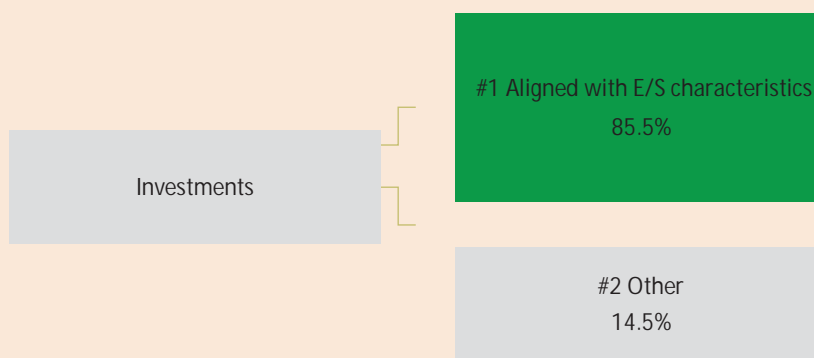 #1 Aligned with E/S characteristics
85.5%
Investments
#2 Other
14.5%